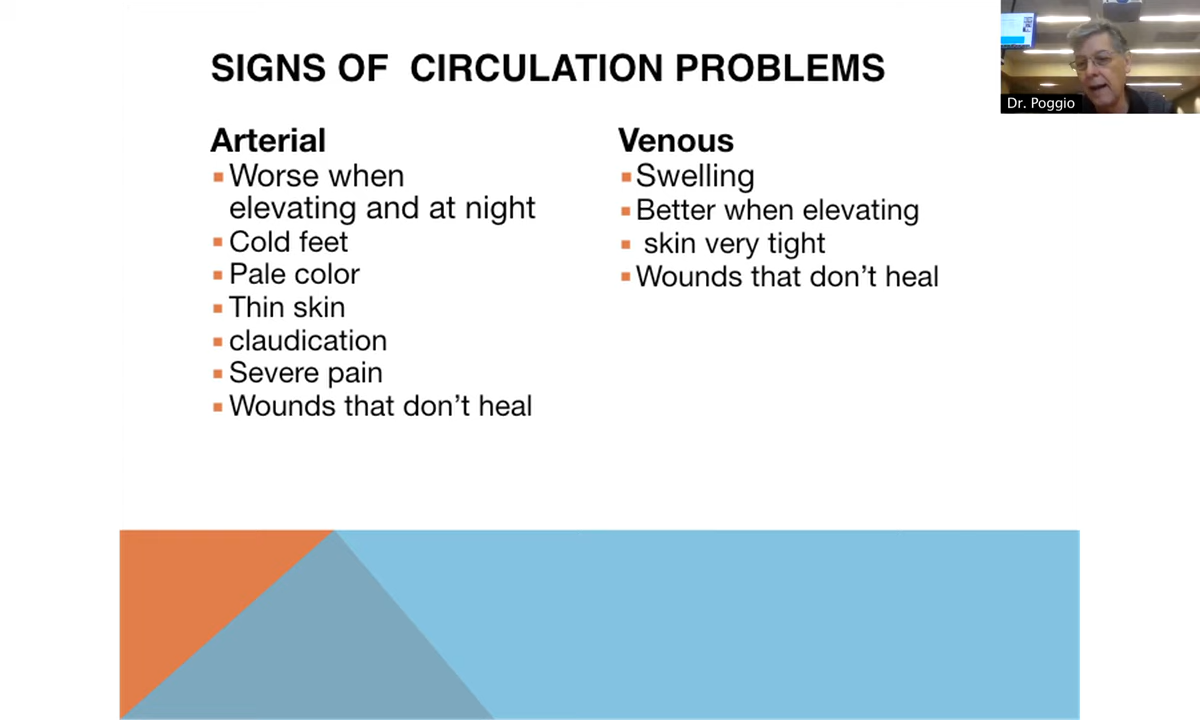 SIGNS OF CIRCULATION PROBLEMS
Arterial
Worse when
elevating and at night
Cold feet
Pale color
Thin skin
claudication
Severe pain
Wounds that don't heal
Venous
Swelling
Better when elevating
skin very tight
Wounds that don't heal
Dr. Poggio